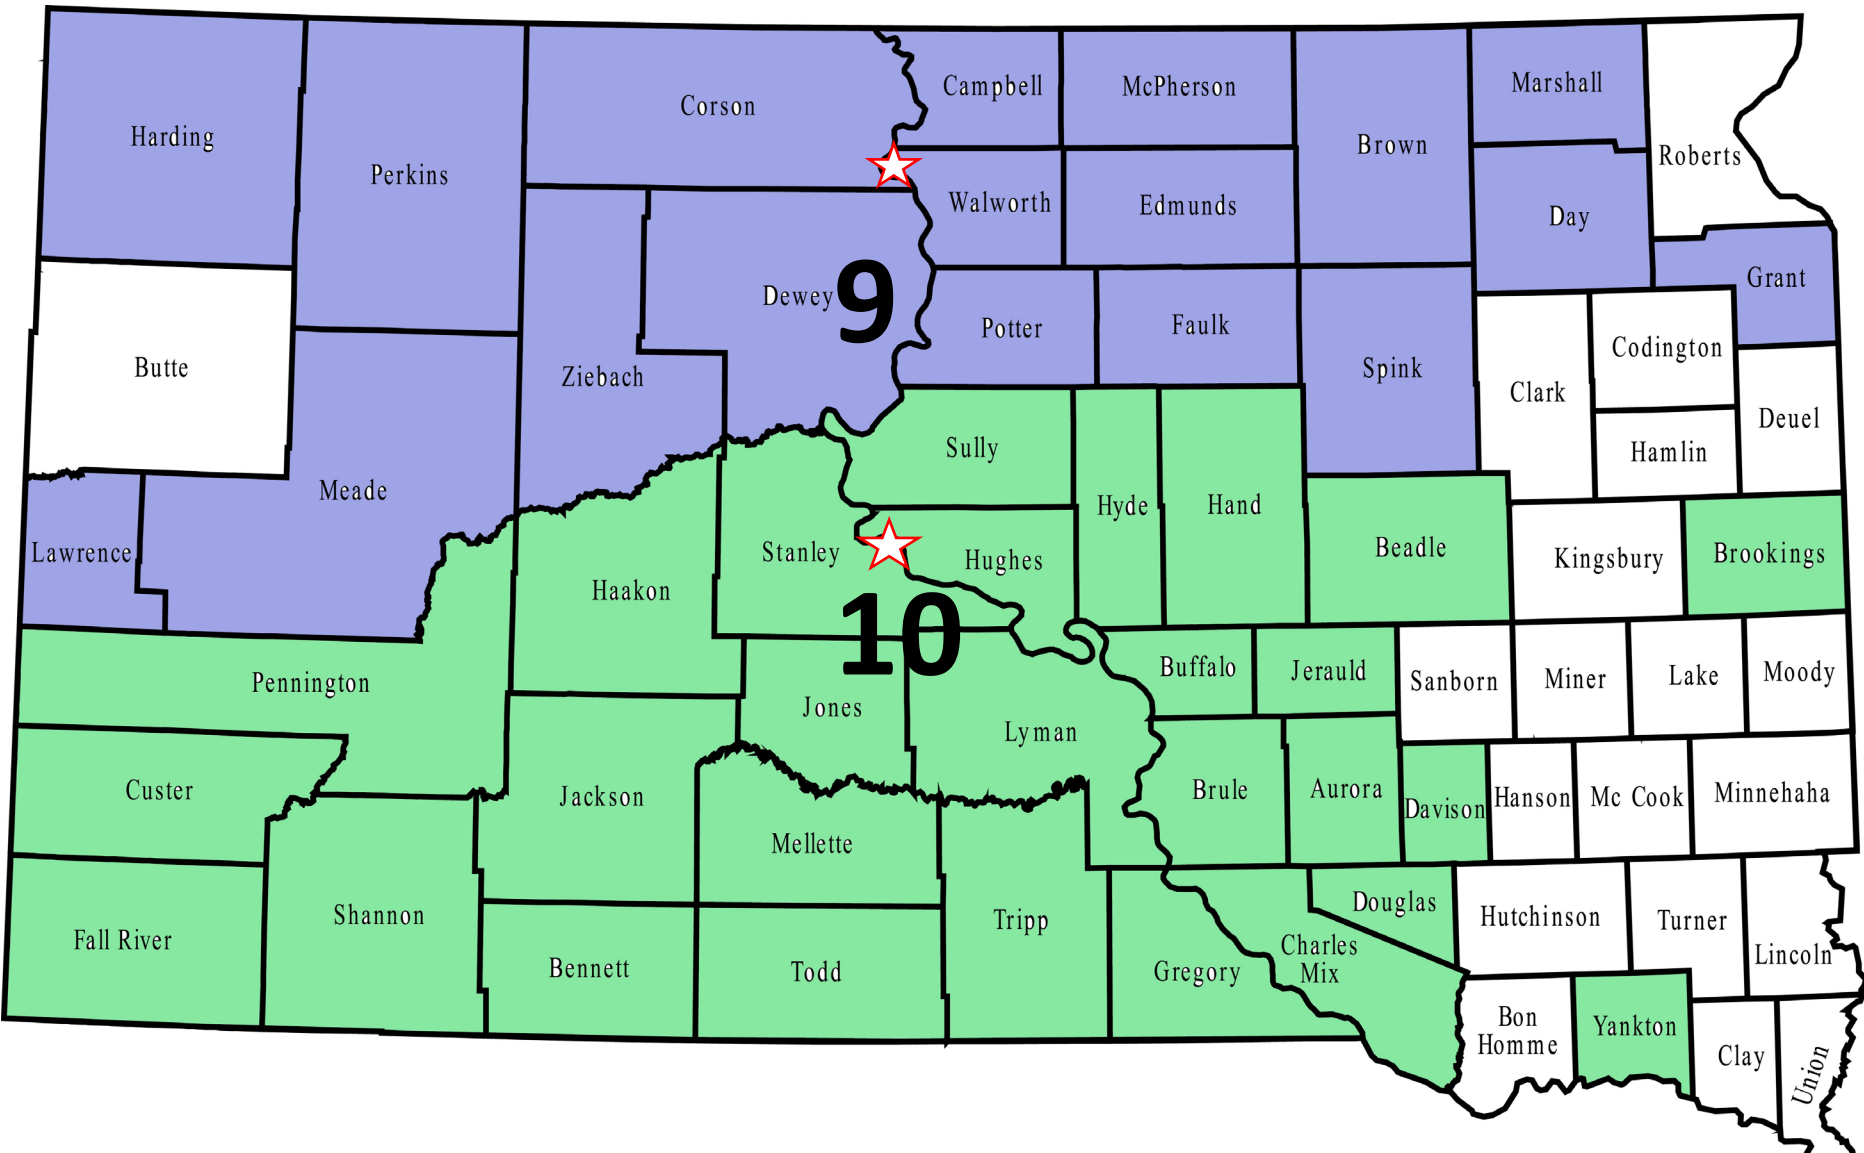 Harding
Perkins
Corson
Campbell
McPherson
Brown
Marshall
Roberts
Day
Walworth
Edmunds
Grant
Butte
Dewey
9
Potter
Faulk
Spink
Ziebach
Clark
Codington
Deuel
Hamlin
Meade
Lawrence
Sully
Hyde
Hand
Beadle
Kingsbury
Brookings
Stanley
Hughes
Haakon
10
Pennington
Jones
Lyman
Buffalo
Jerauld
Sanborn
Miner
Lake
Moody
Custer
Jackson
Mellette
Brule
Aurora
Davison
Hanson
Mc Cook
Minnehaha
Fall River
Shannon
Bennett
Todd
Tripp
Gregory
Charles
Mix
Douglas
Hutchinson
Turner
Lincoln
Bon
Homme
Yankton
Clay
Union